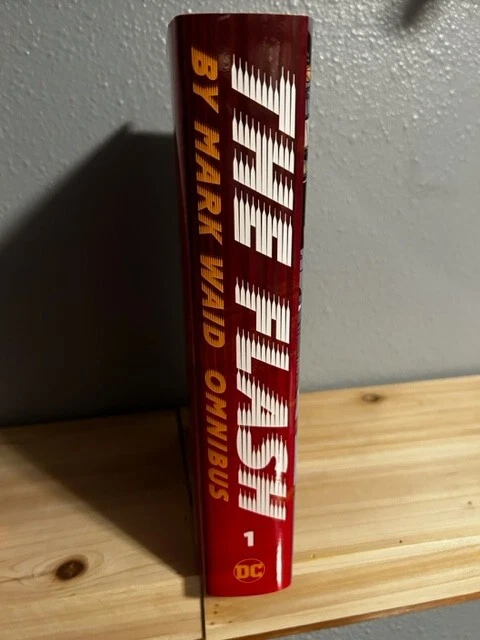 THE FLASH
BY MARK WAID OMNIBUS
1
DC